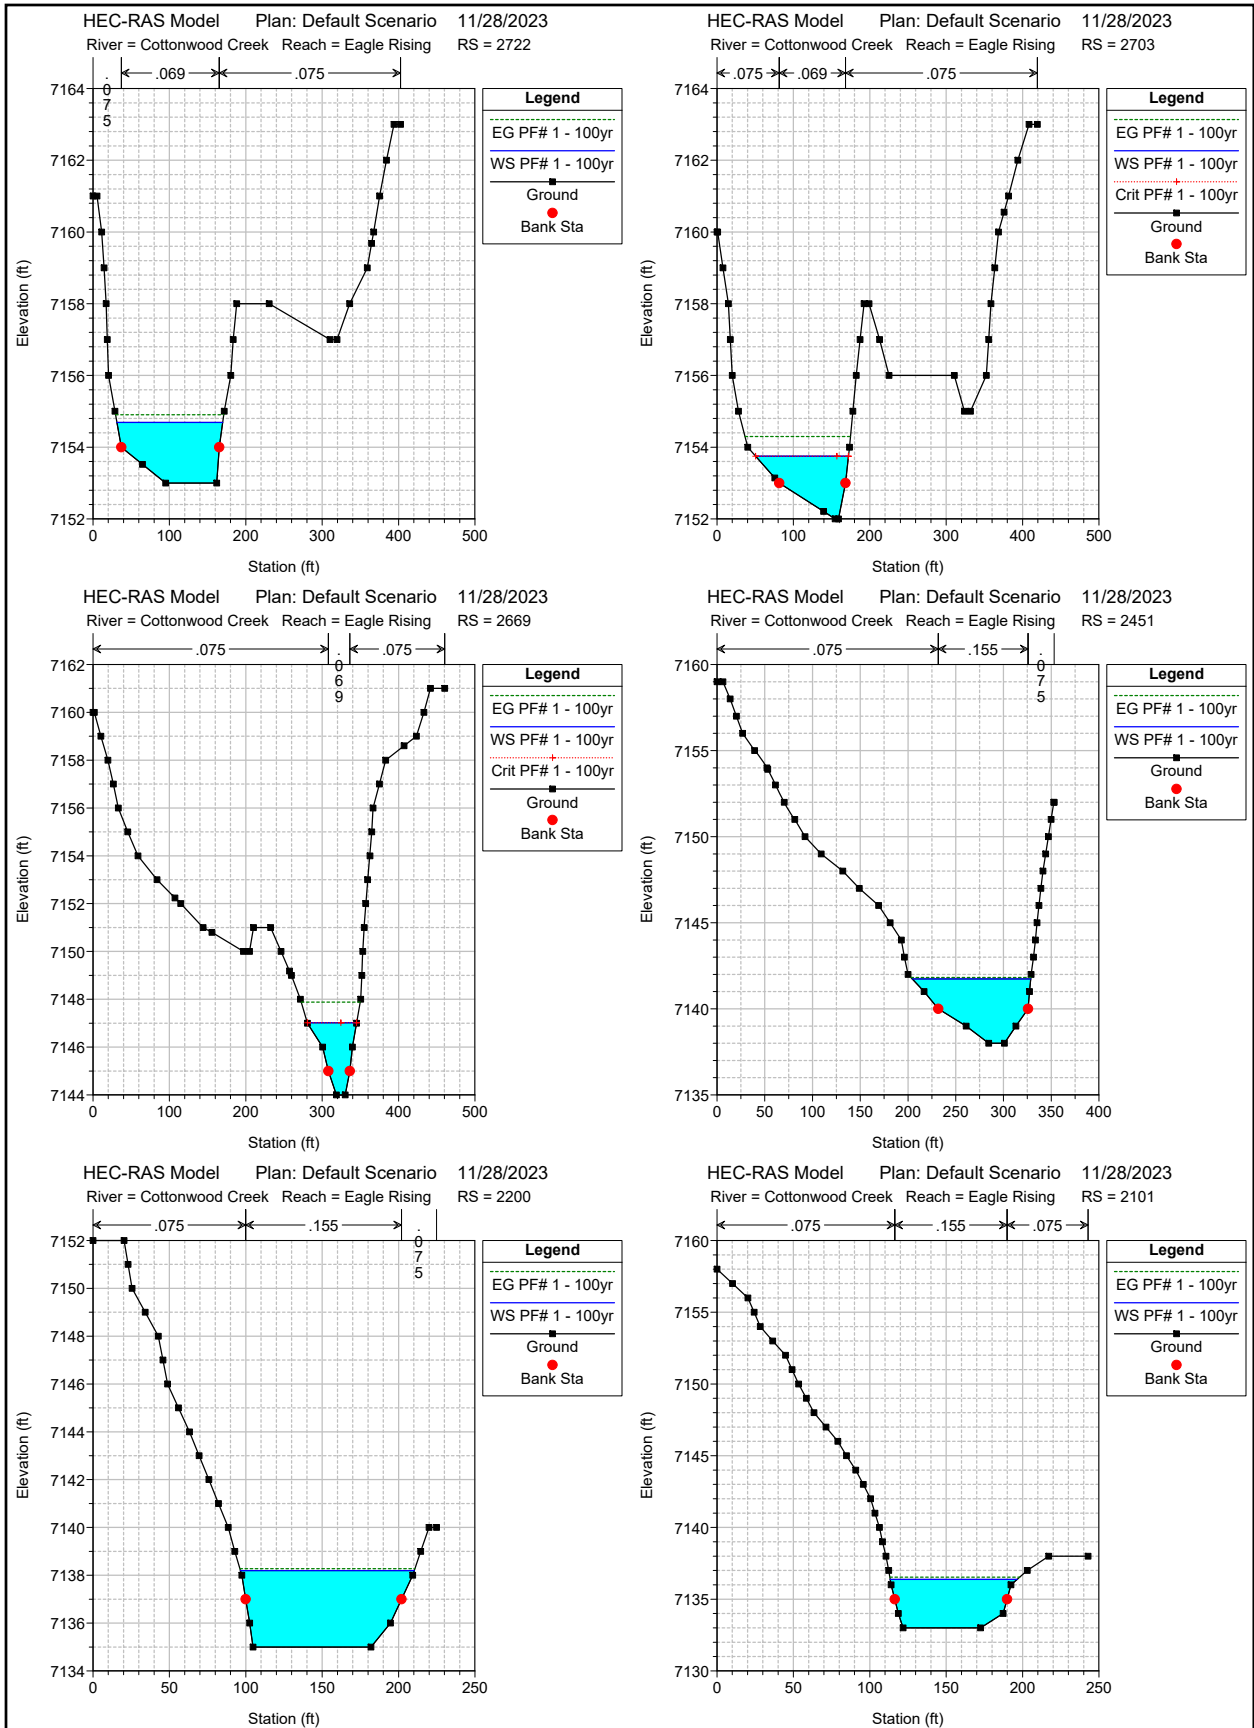 HEC-RAS Model Plan: Default Scenario 11/28/2023
River = Cottonwood Creek Reach = Eagle Rising RS = 2722
.075 .069 .075
7164
7162
7160
7158
7156
7154
7152
0 100 200 300 400 500
Station (ft)
Elevation (ft)
Legend
EG PF# 1 - 100yr
WS PF# 1 - 100yr
Ground
Bank Sta
HEC-RAS Model Plan: Default Scenario 11/28/2023
River = Cottonwood Creek Reach = Eagle Rising RS = 2703
.075 .069 .075
7164
7162
7160
7158
7156
7154
7152
0 100 200 300 400 500
Station (ft)
Elevation (ft)
Legend
EG PF# 1 - 100yr
WS PF# 1 - 100yr
Crit PF# 1 - 100yr
Ground
Bank Sta
HEC-RAS Model Plan: Default Scenario 11/28/2023
River = Cottonwood Creek Reach = Eagle Rising RS = 2669
.075 .069 .075
7162
7160
7158
7156
7154
7152
7150
7148
7146
7144
0 100 200 300 400 500
Station (ft)
Elevation (ft)
Legend
EG PF# 1 - 100yr
WS PF# 1 - 100yr
Crit PF# 1 - 100yr
Ground
Bank Sta
HEC-RAS Model Plan: Default Scenario 11/28/2023
River = Cottonwood Creek Reach = Eagle Rising RS = 2451
.075 .155 .075
7160
7155
7150
7145
7140
7135
0 50 100 150 200 250 300 350 400
Station (ft)
Elevation (ft)
Legend
EG PF# 1 - 100yr
WS PF# 1 - 100yr
Ground
Bank Sta
HEC-RAS Model Plan: Default Scenario 11/28/2023
River = Cottonwood Creek Reach = Eagle Rising RS = 2200
.075 .155 .075
7152
7150
7148
7146
7144
7142
7140
7138
7136
7134
0 50 100 150 200 250
Station (ft)
Elevation (ft)
Legend
EG PF# 1 - 100yr
WS PF# 1 - 100yr
Ground
Bank Sta
HEC-RAS Model Plan: Default Scenario 11/28/2023
River = Cottonwood Creek Reach = Eagle Rising RS = 2101
.075 .155 .075
7160
7155
7150
7145
7140
7135
7130
0 50 100 150 200 250
Station (ft)
Elevation (ft)
Legend
EG PF# 1 - 100yr
WS PF# 1 - 100yr
Ground
Bank Sta